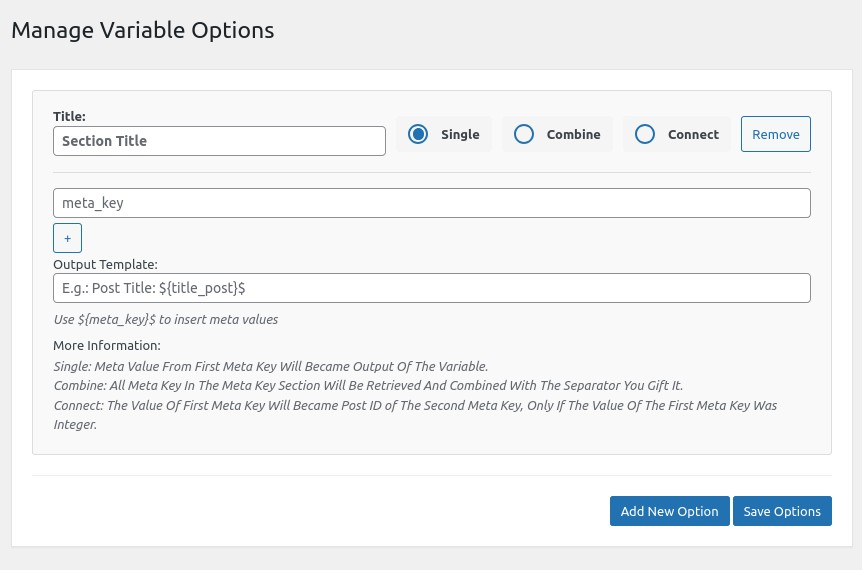 Manage Variable Options
Title:
Section Title
Single
Combine
Connect
Remove
meta_key
+
Output Template:
E.g.: Post Title: ${title_post}$
Use ${meta_key}$ to insert meta values
More Information:
Single: Meta Value From First Meta Key Will Became Output Of The Variable.
Combine: All Meta Key In The Meta Key Section Will Be Retrieved And Combined With The Separator You Gift It.
Connect: The Value Of First Meta Key Will Became Post ID of The Second Meta Key, Only If The Value Of The First Meta Key Was
Integer.
Add New Option
Save Options